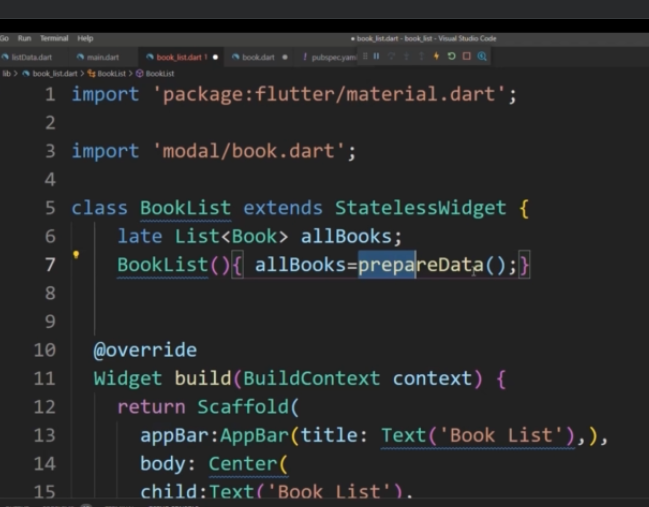 Go Run Terminal Help ● book_list.dart - book_list - Visual Studio Code
listData.dart main.dart book_list.dart 1 ● book.dart ● ! pubspec.yam
lib > book_list.dart > BookList > BookList
1 import 'package:flutter/material.dart';
2
3 import 'modal/book.dart';
4
5 class BookList extends StatelessWidget {
6 late List<Book> allBooks;
7 BookList(){ allBooks=prepareData();}
8
9
10 @override
11 Widget build(BuildContext context) {
12 return Scaffold(
13 appBar:AppBar(title: Text('Book List'),),
14 body: Center(
15 child:Text('Book List').